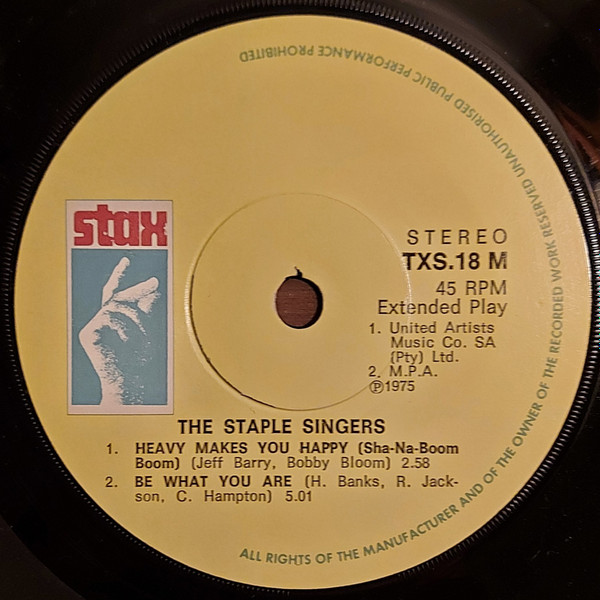 stax
STEREO
TXS.18 M
45 RPM
Extended Play
1. United Artists
Music Co. SA
(Pty) Ltd.
2. M.P.A.
Ⓟ1975
THE STAPLE SINGERS
1. HEAVY MAKES YOU HAPPY (Sha-Na-Boom
Boom) (Jeff Barry, Bobby Bloom) 2.58
2. BE WHAT YOU ARE (H. Banks, R. Jack-
son, C. Hampton) 5.01
ALL RIGHTS OF THE MANUFACTURER AND OF THE OWNER OF THE RECORDED WORK RESERVED UNAUTHORISED PUBLIC PERFORMANCE PROHIBITED